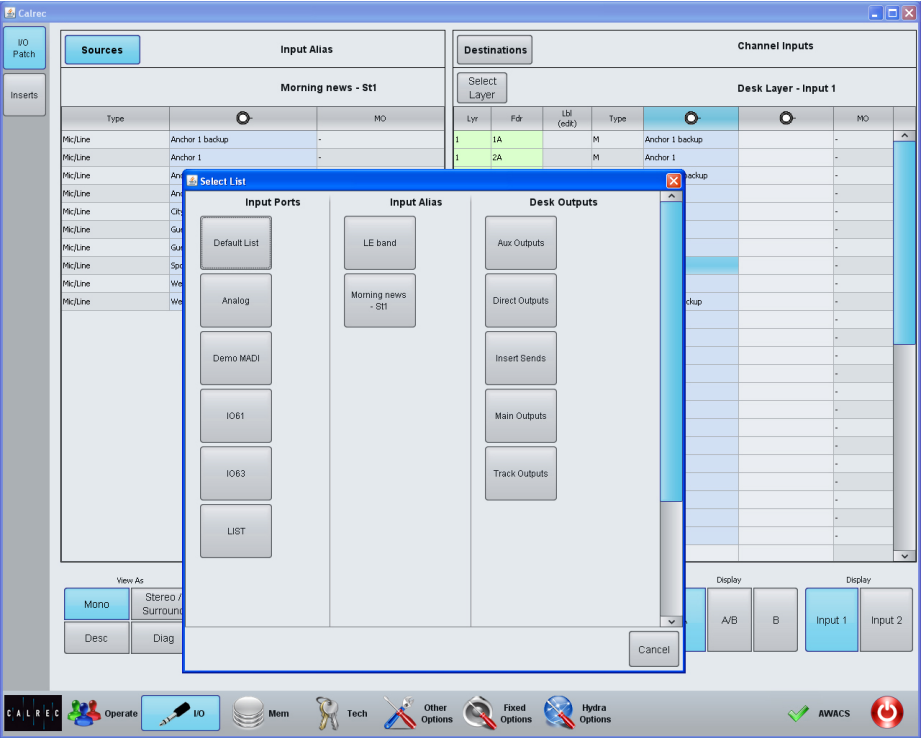 Calrec
I/O
Patch
Inserts
Sources
Input Alias
Morning news - St1
Type
MO
Destinations
Channel Inputs
Select
Layer
Desk Layer - Input 1
Lyr
Fdr
Lbl
(edit)
Type
MO
Mic/Line
Anchor 1 backup
-
1
1A
M
Anchor 1 backup
-
Mic/Line
Anchor 1
-
1
2A
M
Anchor 1
-
Mic/Line
Mic/Line
Mic/Line
Mic/Line
Mic/Line
Mic/Line
Mic/Line
Mic/Line
Select List
Input Ports
Input Alias
Desk Outputs
Default List
LE band
Aux Outputs
Analog
Morning news
- St1
Direct Outputs
Demo MADI
Insert Sends
IO61
Main Outputs
IO63
Track Outputs
LIST
Cancel
View As
Mono
Stereo /
Surround
Desc
Diag
Display
A/B
B
Display
Input 1
Input 2
CALREC
Operate
I/O
Mem
Tech
Other
Options
Fixed
Options
Hydra
Options
AWACS